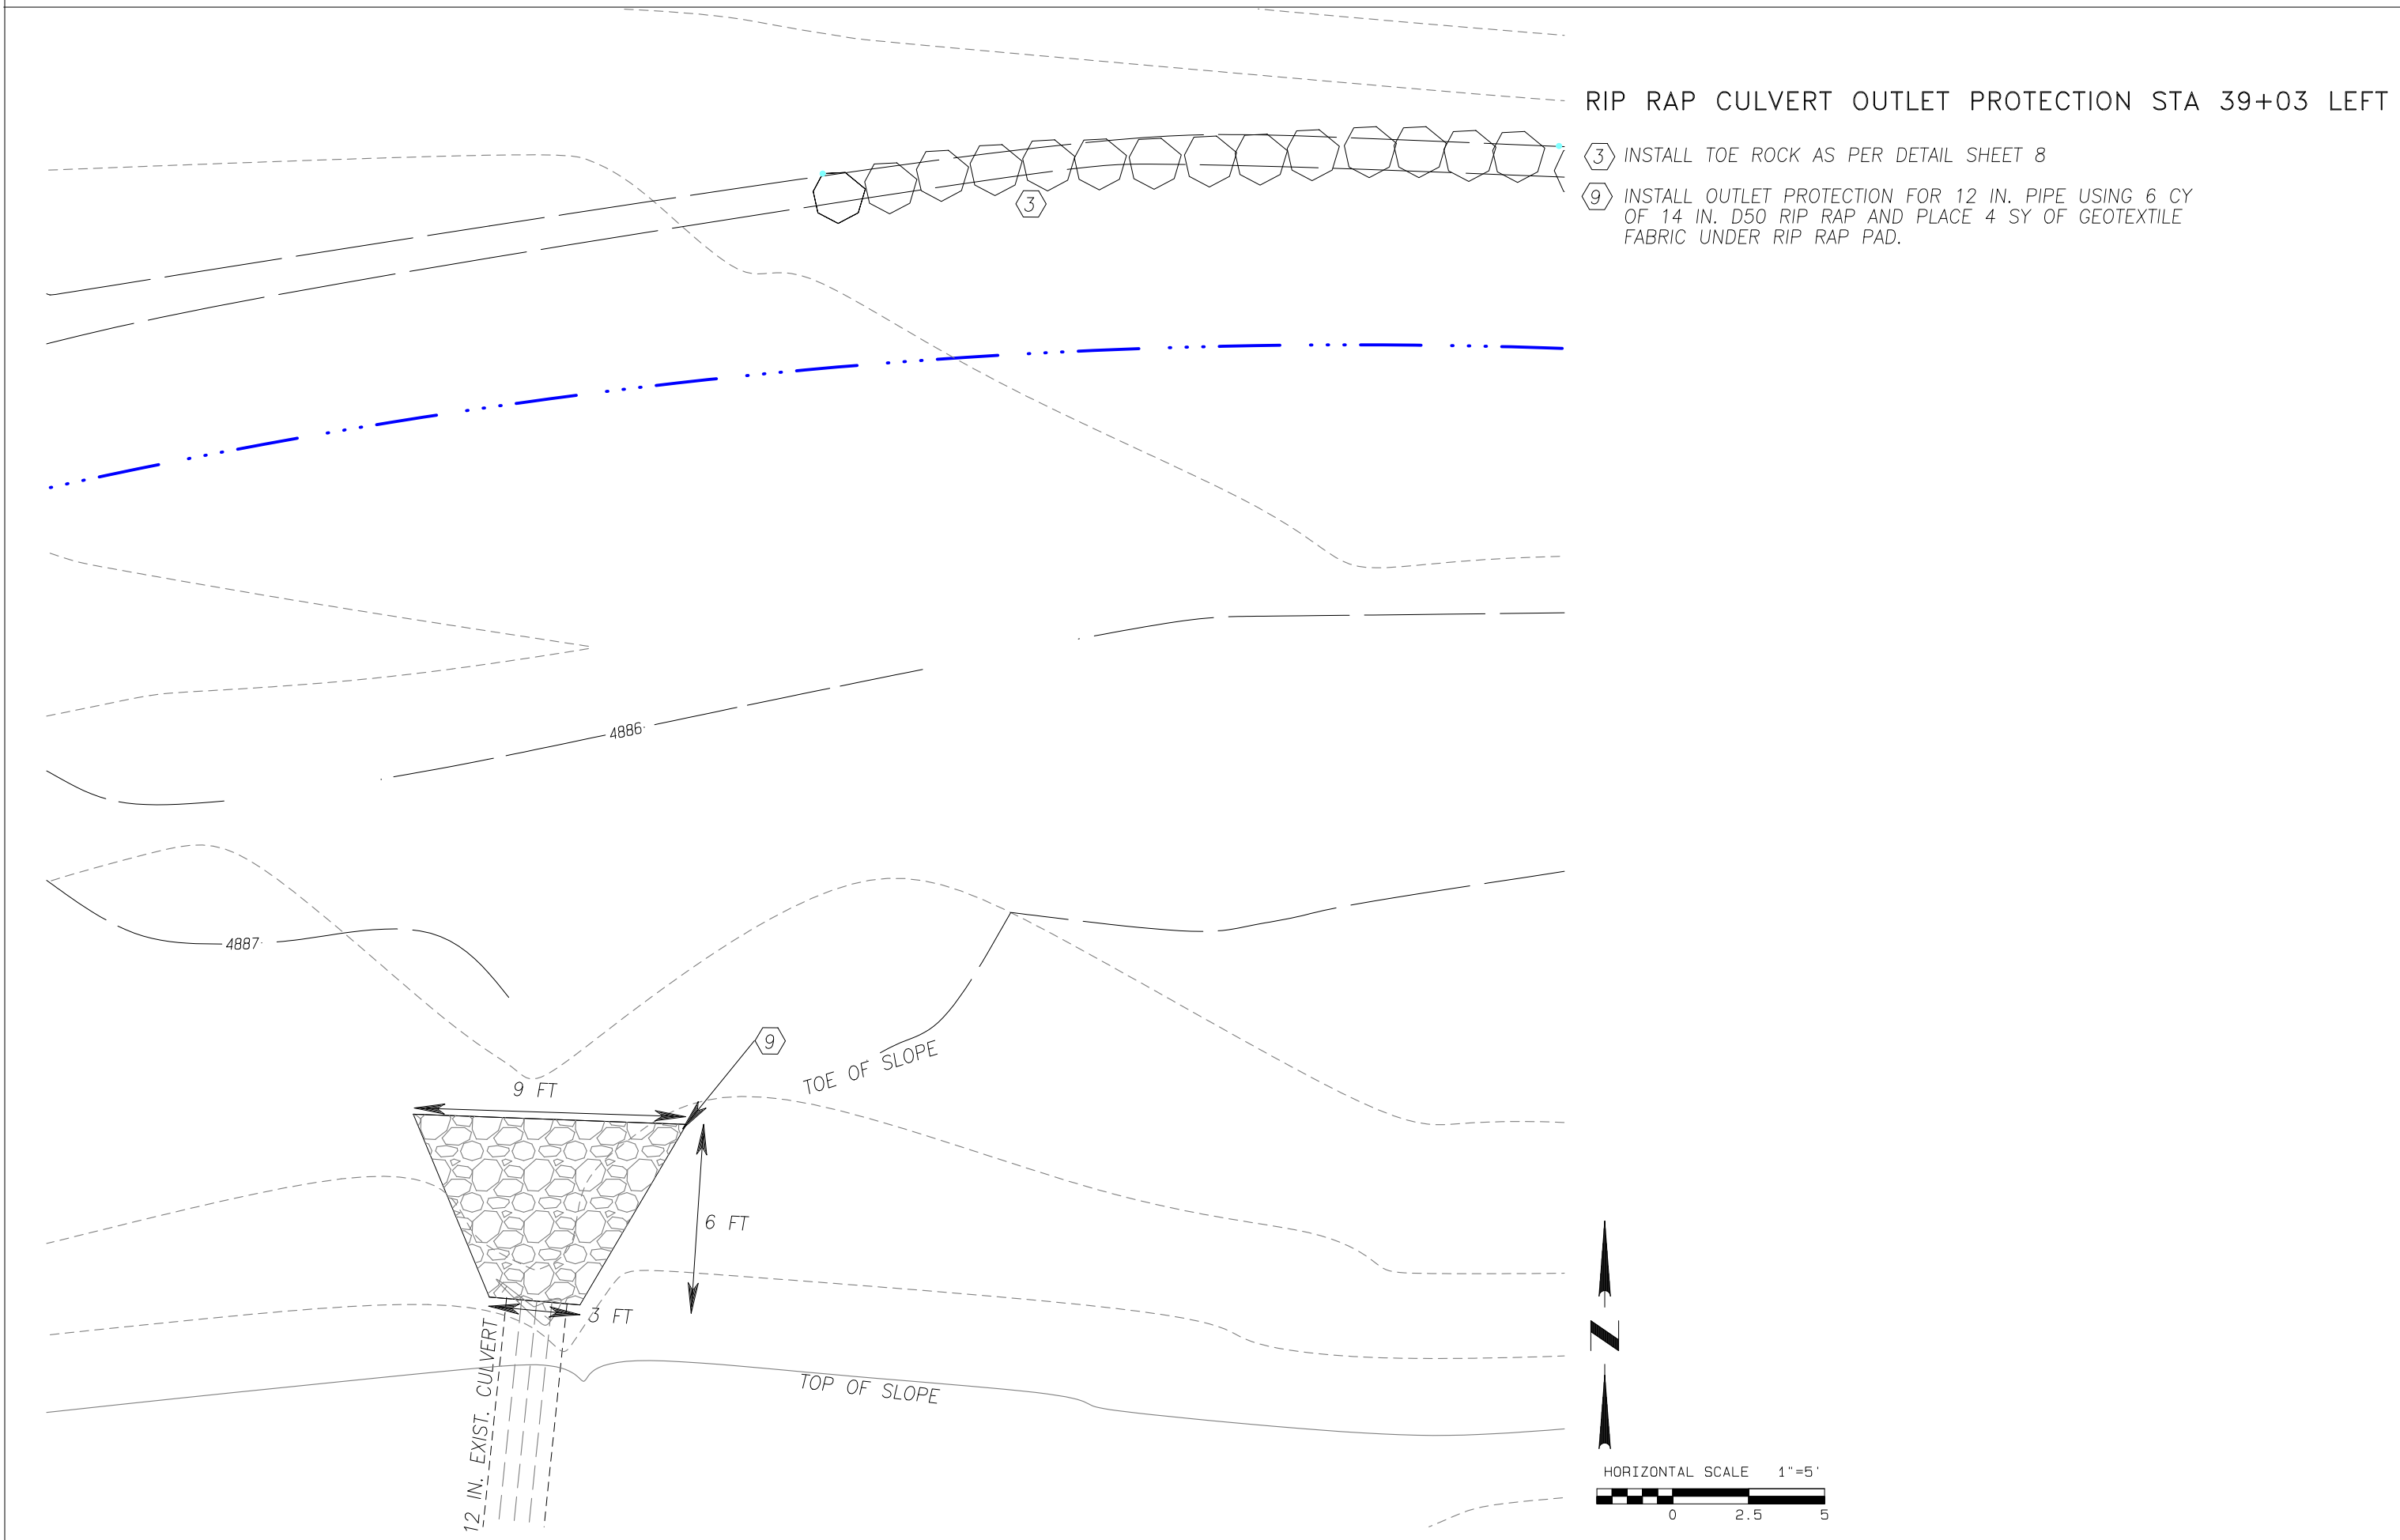 RIP RAP CULVERT OUTLET PROTECTION STA 39+03 LEFT
3 INSTALL TOE ROCK AS PER DETAIL SHEET 8
9 INSTALL OUTLET PROTECTION FOR 12 IN. PIPE USING 6 CY
OF 14 IN. D50 RIP RAP AND PLACE 4 SY OF GEOTEXTILE
FABRIC UNDER RIP RAP PAD.
3
4886
4887
9
TOE OF SLOPE
9 FT
6 FT
3 FT
12 IN. EXIST. CULVERT
TOP OF SLOPE
N
HORIZONTAL SCALE 1"=5'
0 2.5 5